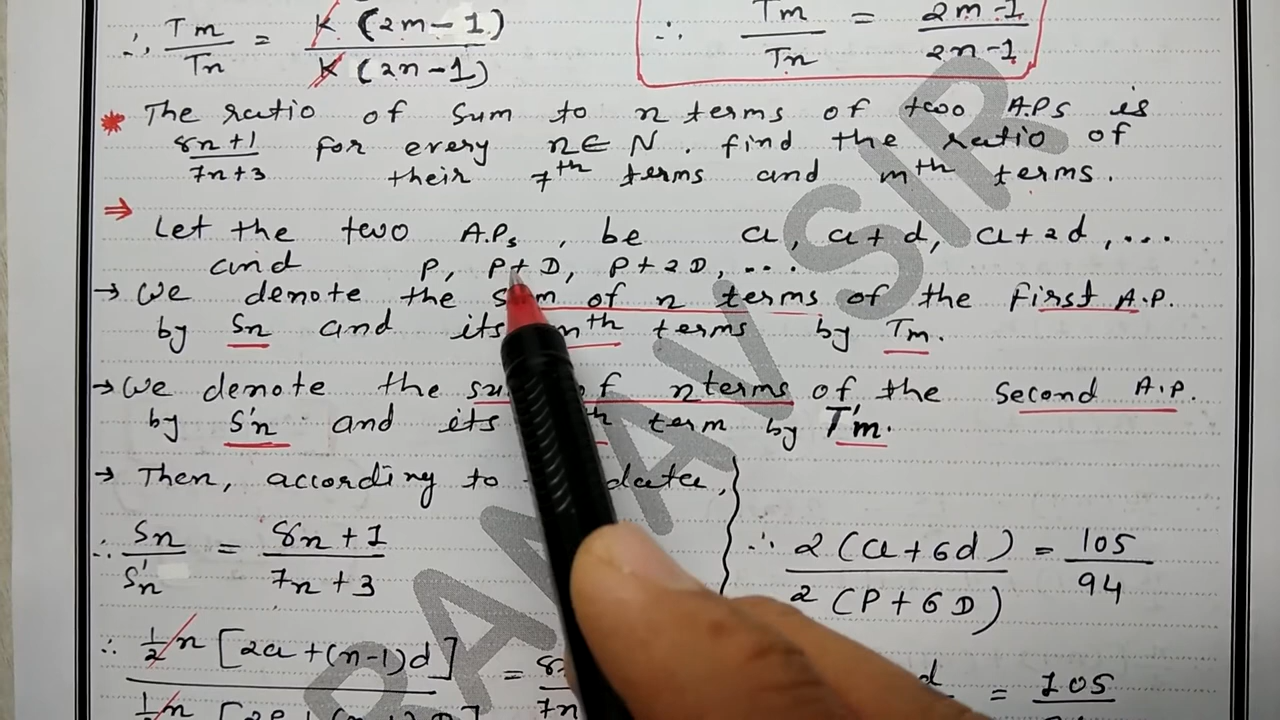 ∴ Tm/Tn = K(2m-1)/K(2n-1) ∴ Tm/Tn = 2m-1/2n-1
* The ratio of sum to n terms of two A.Ps is
8n+1/7n+3 for every n∈N. find the ratio of
their 7th terms and mth terms.
⇒ Let the two A.Ps, be a, a+d, a+2d, ...
and P, P+D, P+2D, ...
→ We denote the sum of n terms of the first A.P.
by Sn and its mth terms by Tm.
→ We denote the of nterms of the second A.P.
by S'n and its term by T'm.
→ Then, according to data,
∴ Sn/S'n = 8n+1/7n+3
∴ ½n[2a+(n-1)d]
∴ 2(a+6d)/2(P+6D) = 105/94
= 105
RANAV SIR